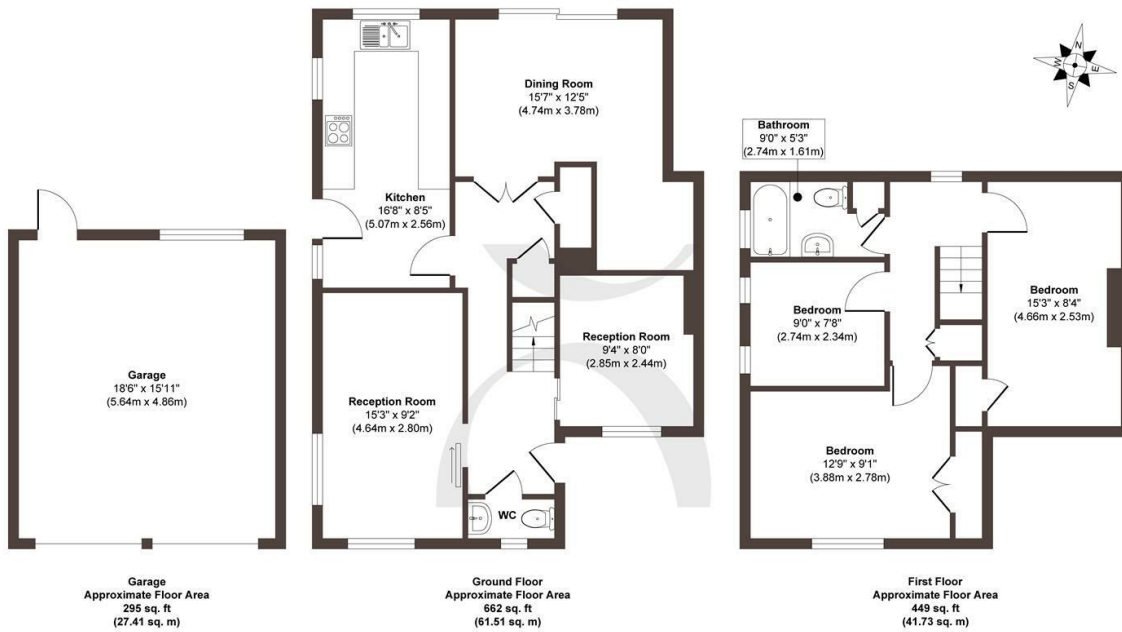 Kitchen
16'8" x 8'5"
(5.07m x 2.56m)
Dining Room
15'7" x 12'5"
(4.74m x 3.78m)
N
E
S
W
Bathroom
9'0" x 5'3"
(2.74m x 1.61m)
Garage
18'6" x 15'11"
(5.64m x 4.86m)
Reception Room
15'3" x 9'2"
(4.64m x 2.80m)
Reception Room
9'4" x 8'0"
(2.85m x 2.44m)
WC
Bedroom
9'0" x 7'8"
(2.74m x 2.34m)
Bedroom
15'3" x 8'4"
(4.66m x 2.53m)
Bedroom
12'9" x 9'1"
(3.88m x 2.78m)
Garage
Approximate Floor Area
295 sq. ft
(27.41 sq. m)
Ground Floor
Approximate Floor Area
662 sq. ft
(61.51 sq. m)
First Floor
Approximate Floor Area
449 sq. ft
(41.73 sq. m)